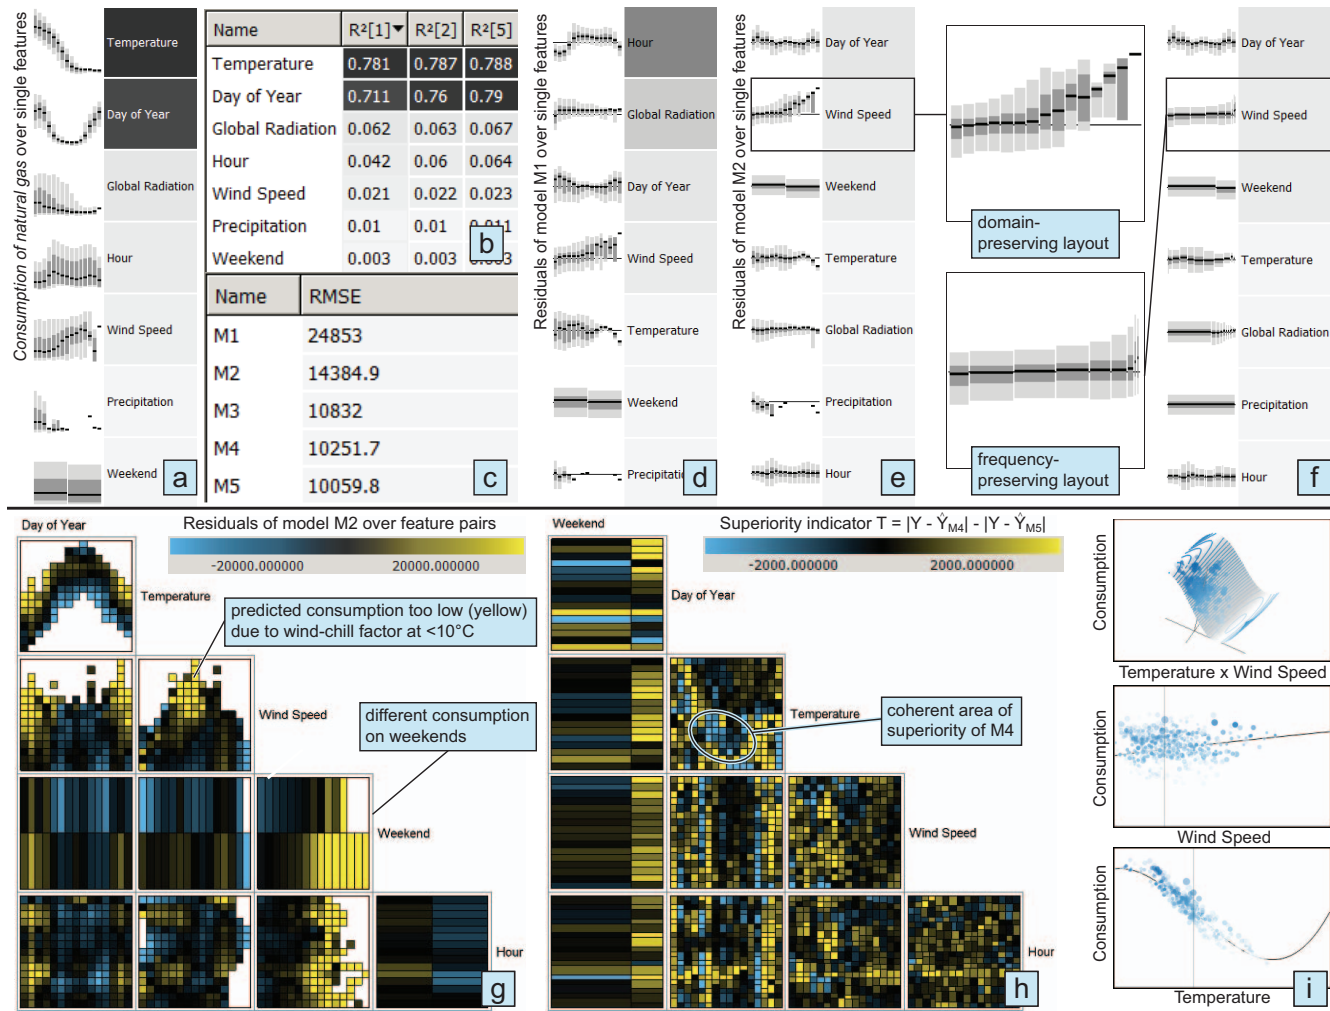 Consumption of natural gas over single features
Temperature
Day of Year
Global Radiation
Hour
Wind Speed
Precipitation
Weekend
a
Name R²[1] R²[2] R²[5]
Temperature 0.781 0.787 0.788
Day of Year 0.711 0.76 0.79
Global Radiation 0.062 0.063 0.067
Hour 0.042 0.06 0.064
Wind Speed 0.021 0.022 0.023
Precipitation 0.01 0.01 0.011
Weekend 0.003 0.003 0.003
b
Name RMSE
M1 24853
M2 14384.9
M3 10832
M4 10251.7
M5 10059.8
c
Residuals of model M1 over single features
Hour
Global Radiation
Day of Year
Wind Speed
Temperature
Weekend
Precipitation
d
Residuals of model M2 over single features
Day of Year
Wind Speed
Weekend
Temperature
Global Radiation
Precipitation
Hour
e
domain-
preserving layout
frequency-
preserving layout
Day of Year
Wind Speed
Weekend
Temperature
Global Radiation
Precipitation
Hour
f
Day of Year
Residuals of model M2 over feature pairs
-20000.000000 20000.000000
Temperature
predicted consumption too low (yellow)
due to wind-chill factor at <10°C
Wind Speed
different consumption
on weekends
Weekend
Hour
g
Weekend
Superiority indicator T = |Y - ŶM4| - |Y - ŶM5|
-2000.000000 2000.000000
Day of Year
Temperature
coherent area of
superiority of M4
Wind Speed
Hour
h
Consumption
Temperature x Wind Speed
Consumption
Wind Speed
Consumption
Temperature
i